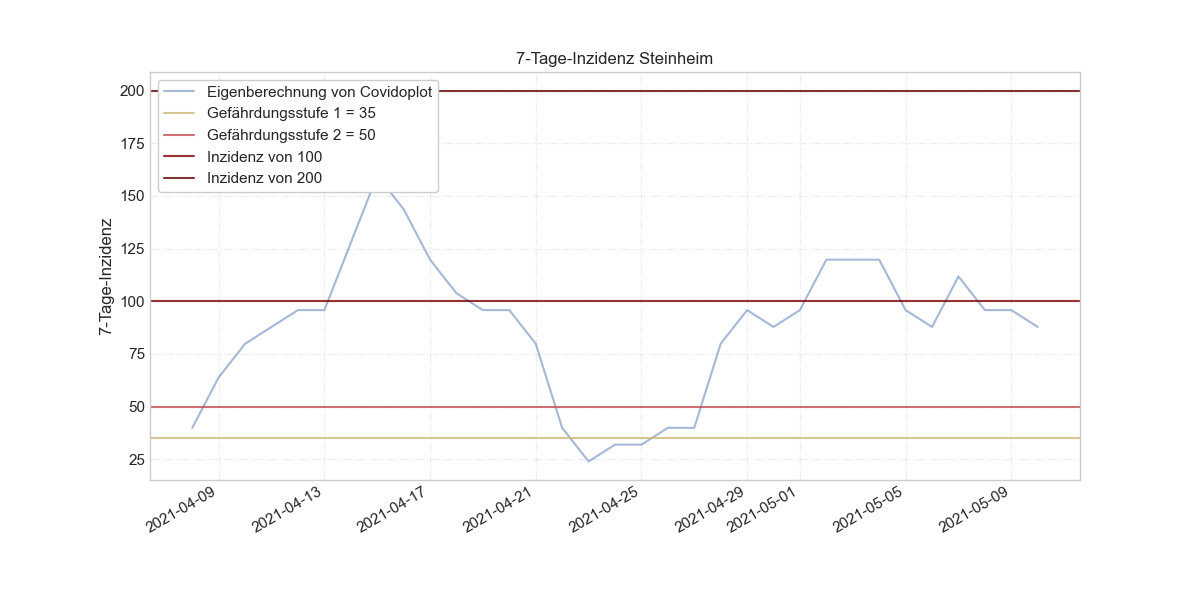 7-Tage-Inzidenz Steinheim
Eigenberechnung von Covidoplot
Gefährdungsstufe 1 = 35
Gefährdungsstufe 2 = 50
Inzidenz von 100
Inzidenz von 200
7-Tage-Inzidenz
200
175
150
125
100
75
50
25
2021-04-09
2021-04-13
2021-04-17
2021-04-21
2021-04-25
2021-04-29
2021-05-01
2021-05-05
2021-05-09